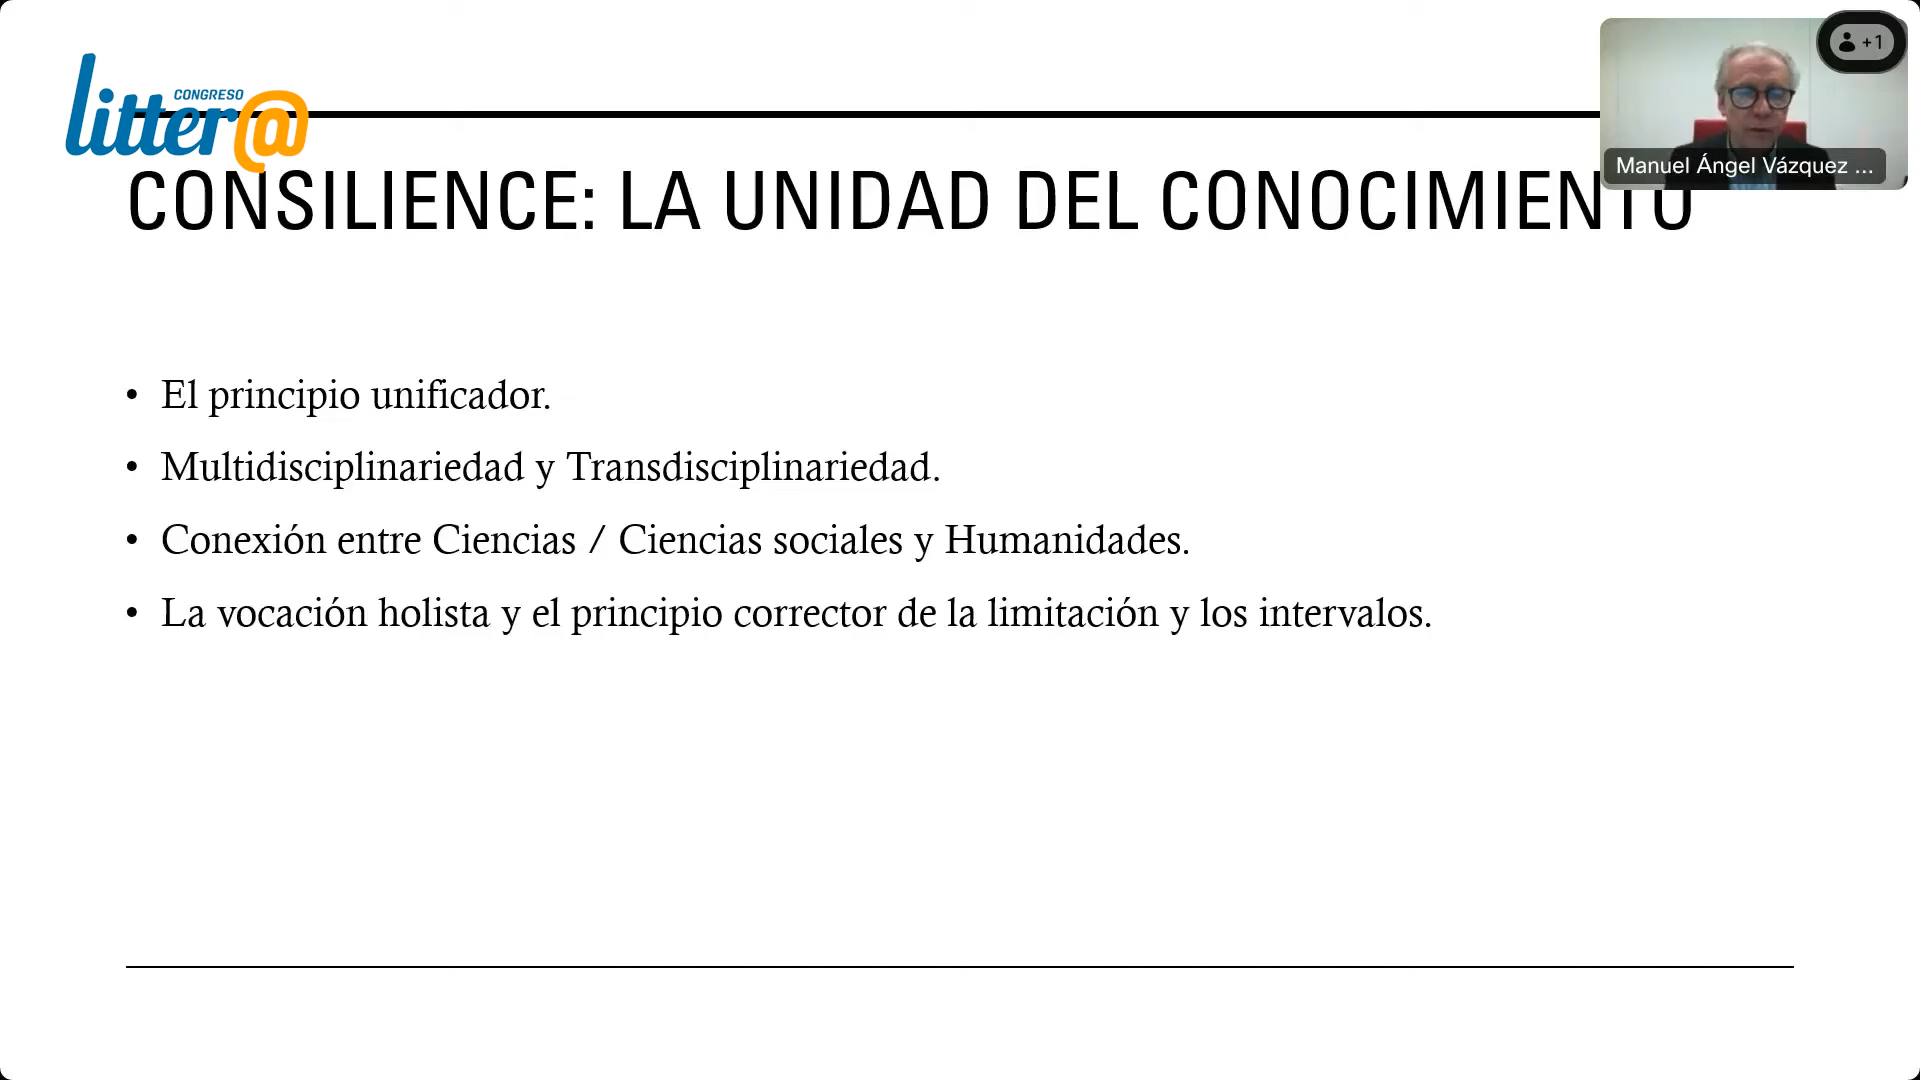 CONGRESO
litter@
+1
Manuel Ángel Vázquez ...
CONSILIENCE: LA UNIDAD DEL CONOCIMIENTO
• El principio unificador.
• Multidisciplinariedad y Transdisciplinariedad.
• Conexión entre Ciencias / Ciencias sociales y Humanidades.
• La vocación holista y el principio corrector de la limitación y los intervalos.